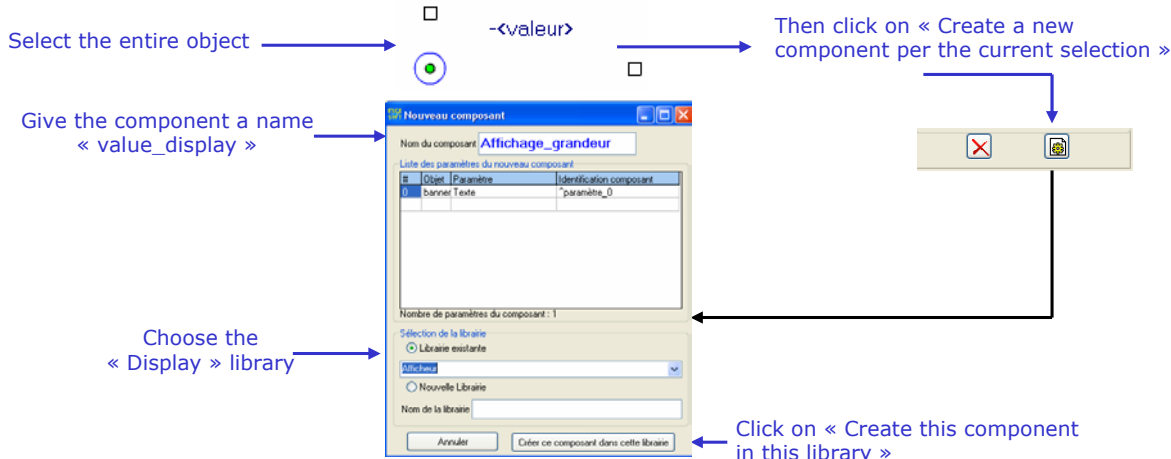 Select the entire object
-<valeur>
Then click on « Create a new
component per the current selection »
Give the component a name
« value_display »
Nouveau composant
Nom du composant Affichage_grandeur
Liste des paramètres du nouveau composant
# Objet Paramètre Identification composant
0 banner Texte ^paramètre_0
Nombre de paramètres du composant : 1
Choose the
« Display » library
Sélection de la librairie
Librairie existante
Afficheur
Nouvelle Librairie
Nom de la librairie
Annuler Créer ce composant dans cette librairie
Click on « Create this component
in this library »